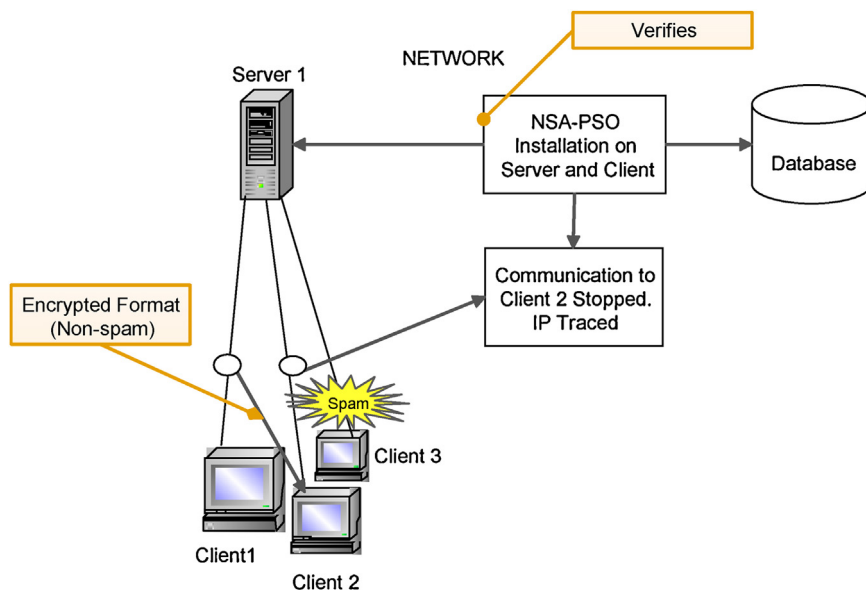 Verifies
NETWORK
Server 1
NSA-PSO
Installation on
Server and Client
Database
Communication to
Client 2 Stopped.
IP Traced
Encrypted Format
(Non-spam)
Spam
Client 3
Client1
Client 2